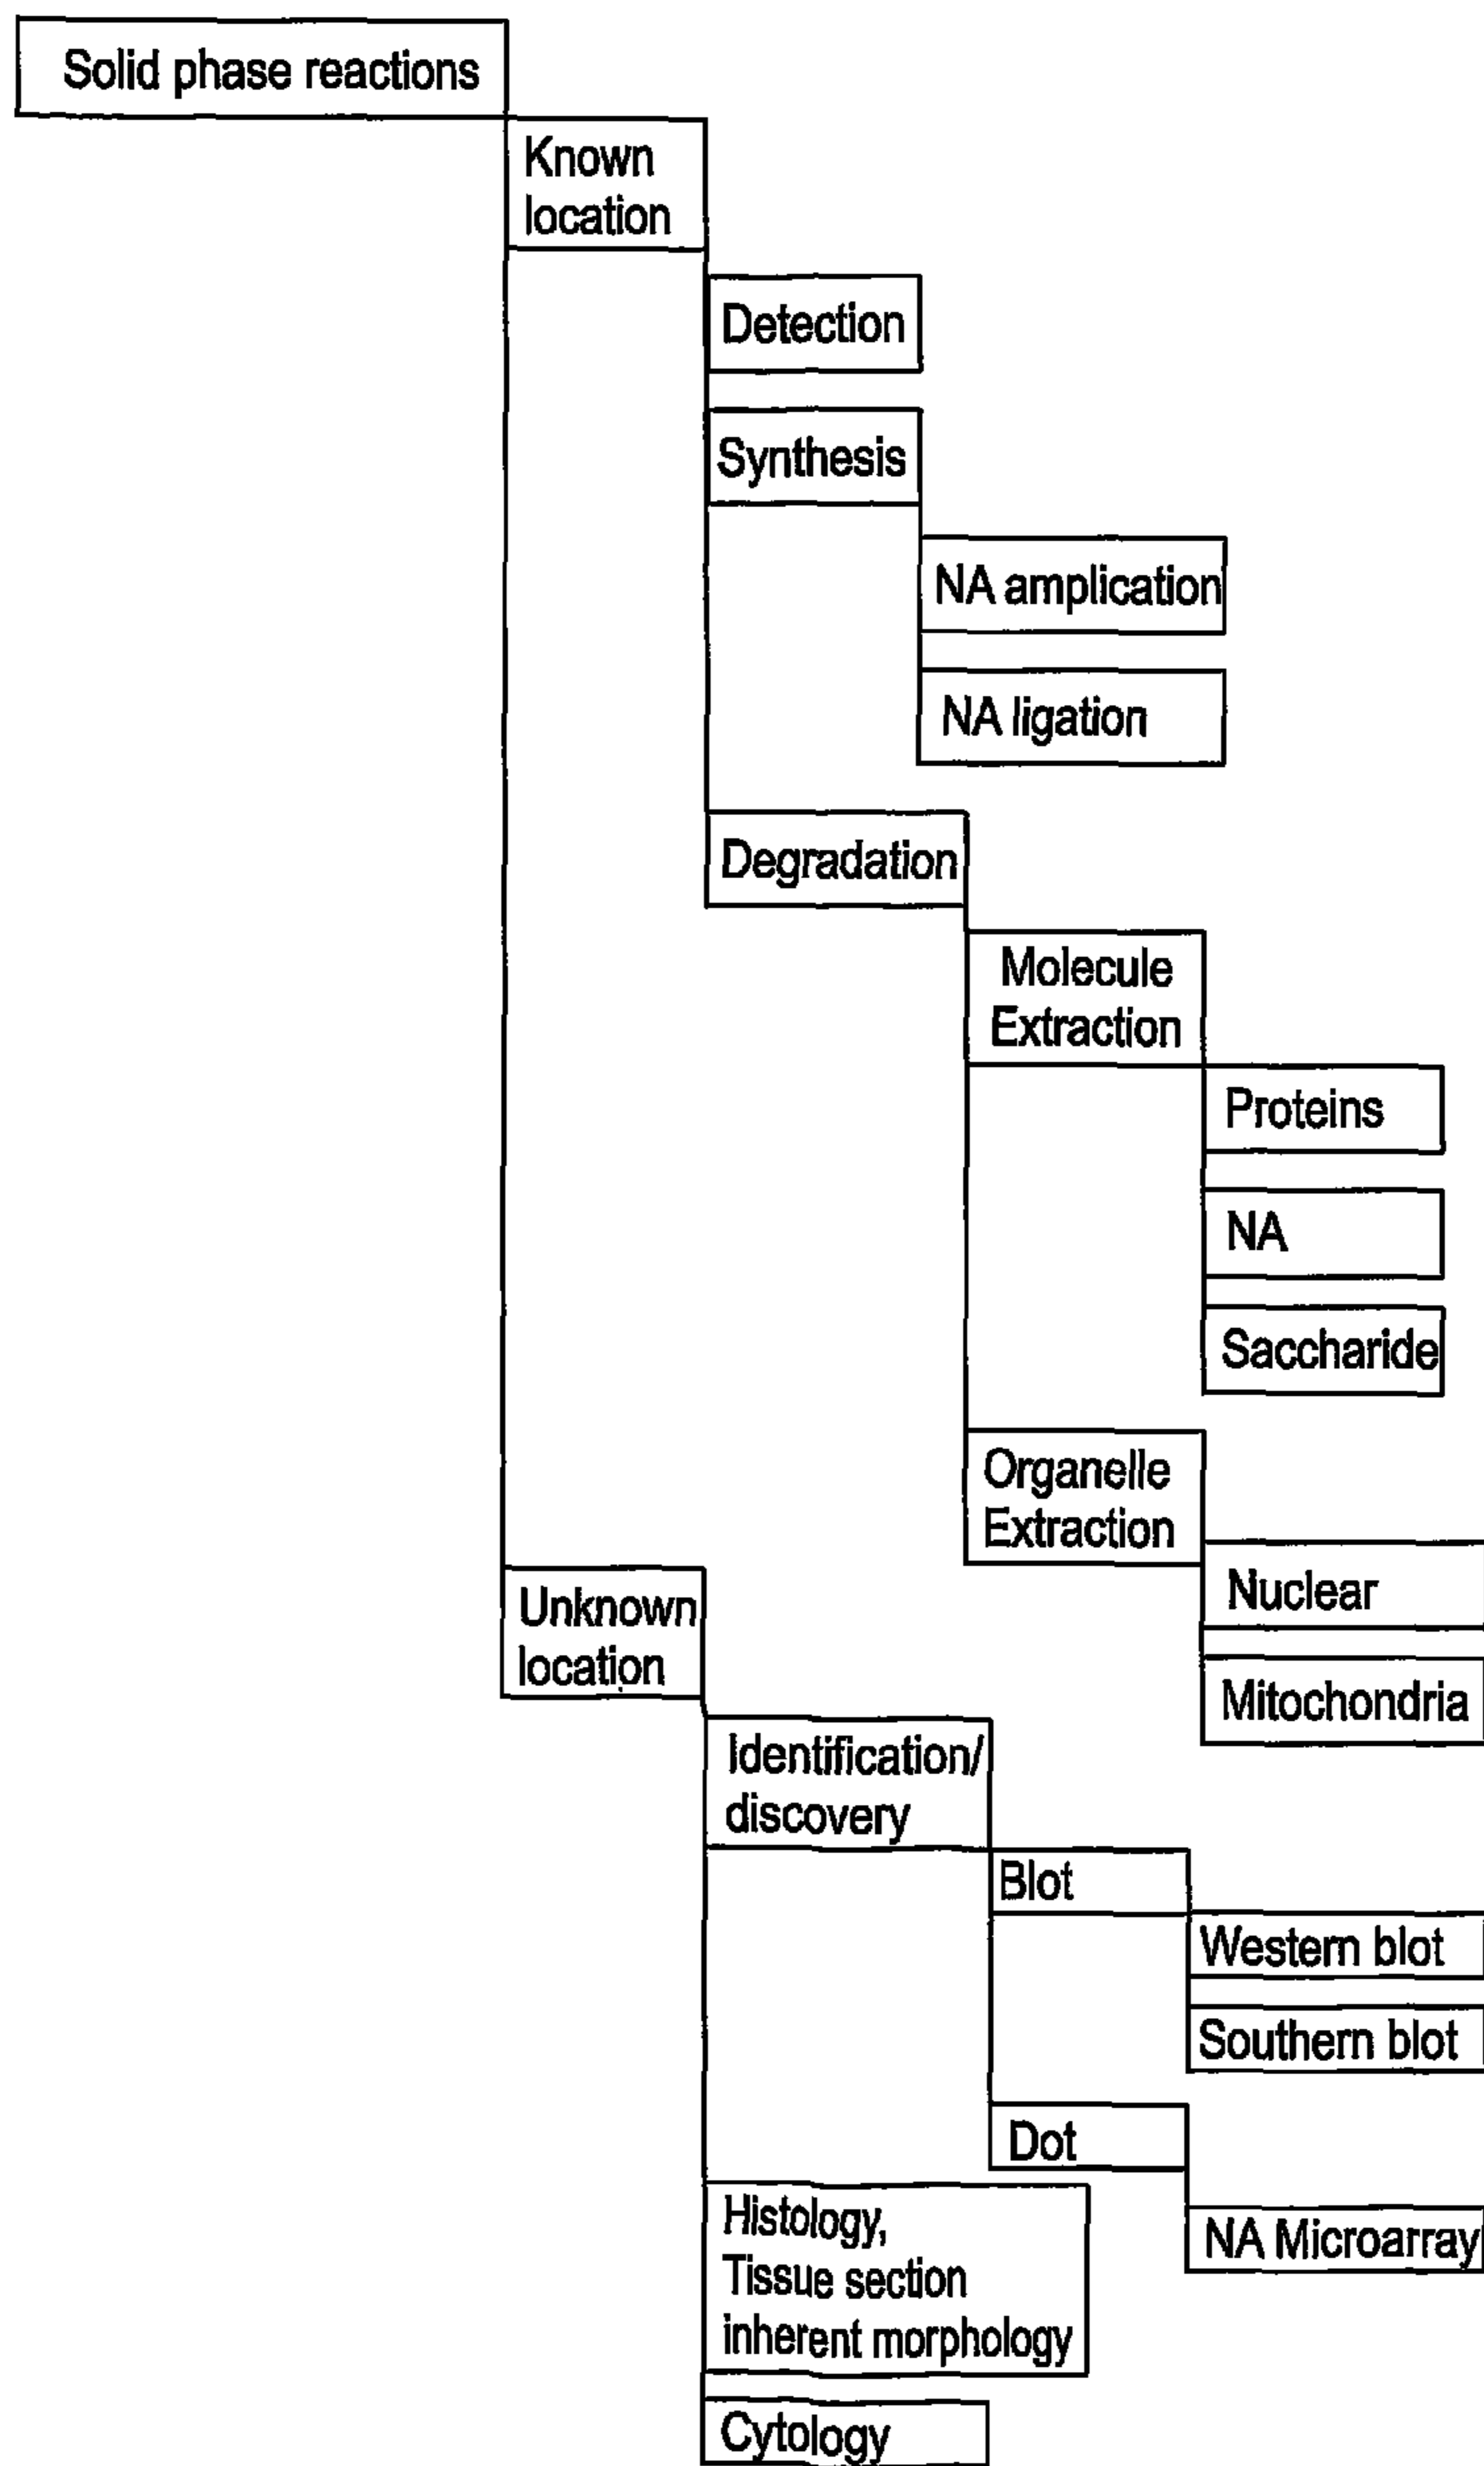 Solid phase reactions
Known
location
Detection
Synthesis
NA amplication
NA ligation
Degradation
Molecule
Extraction
Proteins
NA
Saccharide
Organelle
Extraction
Nuclear
Mitochondria
Unknown
location
Identification/
discovery
Blot
Western blot
Southern blot
Dot
NA Microarray
Histology,
Tissue section
inherent morphology
Cytology